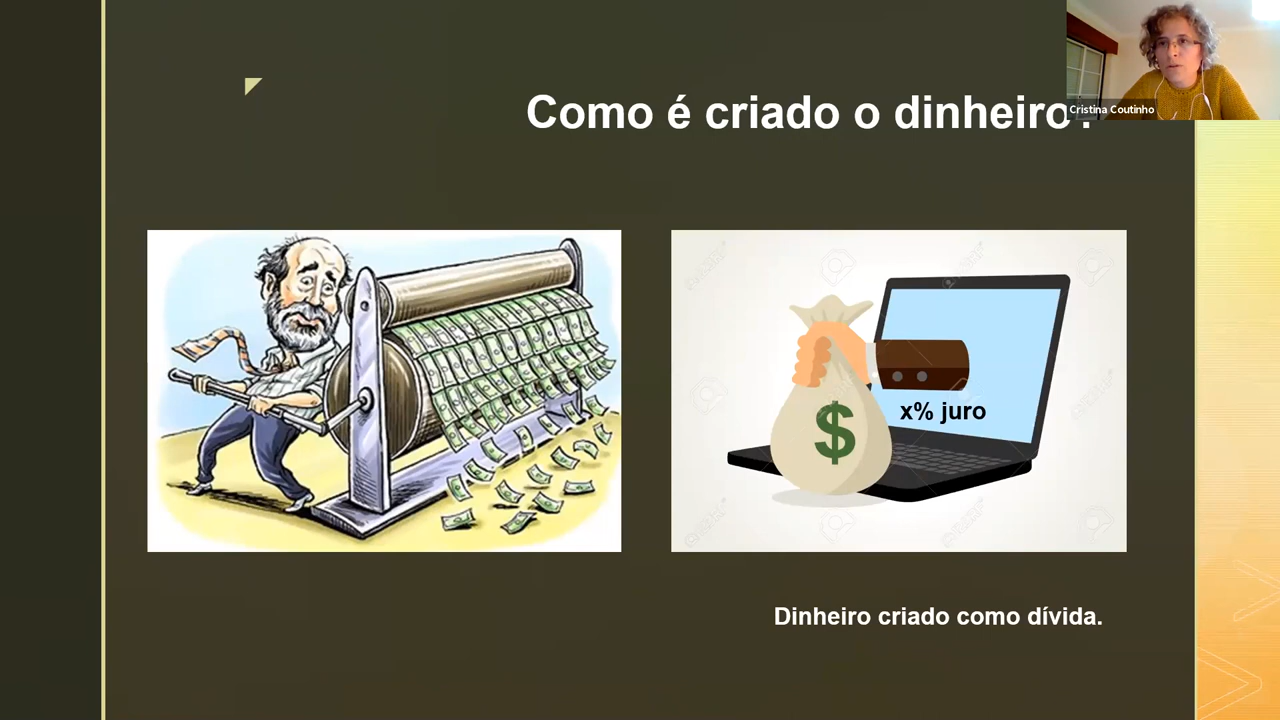 Como é criado o dinheiro?
Cristina Coutinho
x% juro
$
Dinheiro criado como dívida.